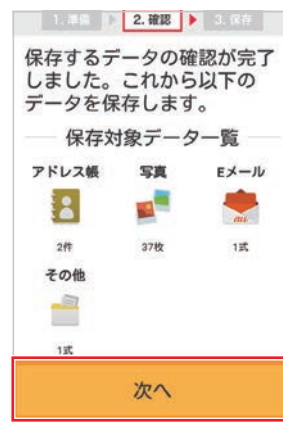 1. 準備 2. 確認 3. 保存
保存するデータの確認が完了
しました。これから以下の
データを保存します。
保存対象データ一覧
アドレス帳 写真 Eメール
au
2件 37枚 1式
その他
1式
次へ